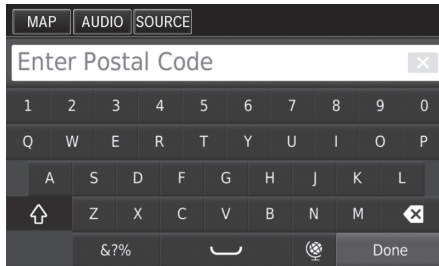 MAP AUDIO SOURCE
Enter Postal Code
1 2 3 4 5 6 7 8 9 0
Q W E R T Y U I O P
A S D F G H J K L
Z X C V B N M
&?% Done